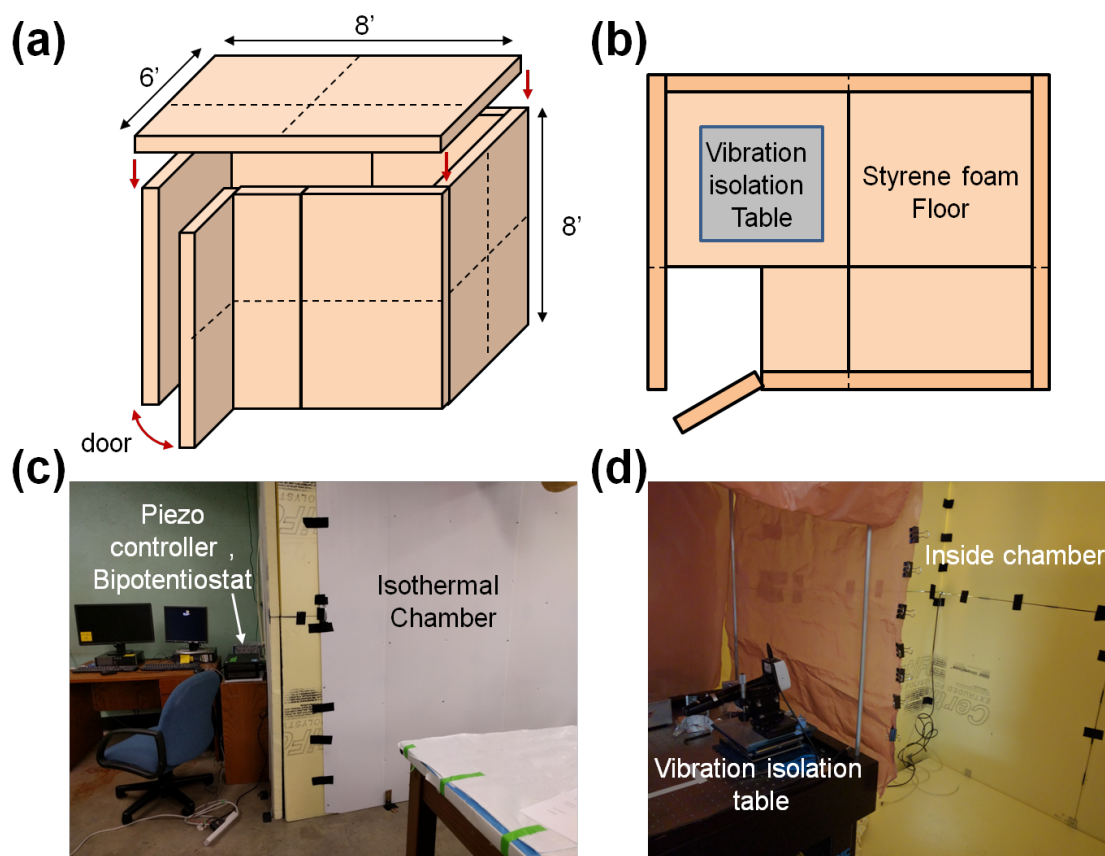 (a)
8’
6’
8’
door
(b)
Vibration
isolation
Table
Styrene foam
Floor
(c)
Piezo
controller ,
Bipotentiostat
Isothermal
Chamber
(d)
Inside chamber
Vibration isolation
table